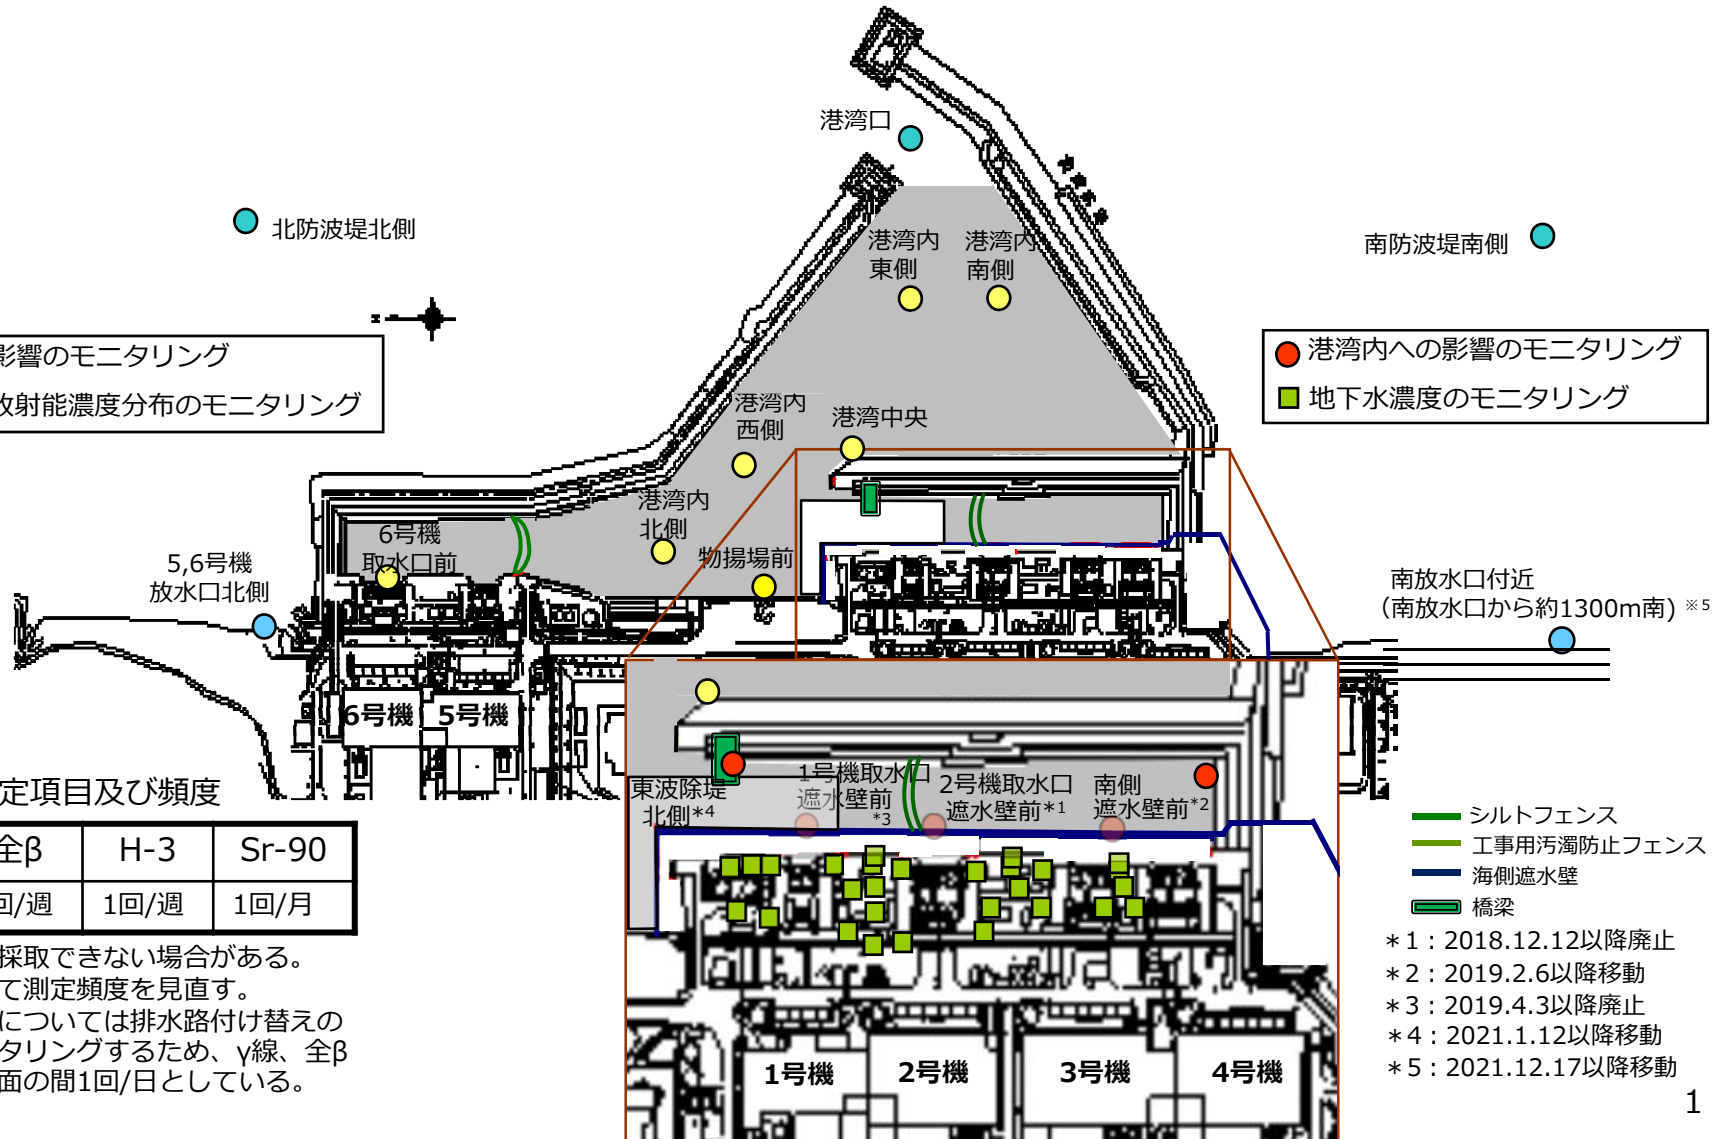 港湾口
北防波堤北側
南防波堤南側
港湾内
東側
港湾内
南側
影響のモニタリング
放射能濃度分布のモニタリング
港湾内への影響のモニタリング
地下水濃度のモニタリング
港湾内
西側
港湾中央
港湾内
北側
物揚場前
6号機
取水口前
5,6号機
放水口北側
南放水口付近
(南放水口から約1300m南) ※5
6号機
5号機
東波除堤
北側*4
1号機取水口
遮水壁前
*3
2号機取水口
遮水壁前*1
南側
遮水壁前*2
定項目及び頻度
全β H-3 Sr-90
回/週 1回/週 1回/月
採取できない場合がある。
て測定頻度を見直す。
については排水路付け替えの
タリングするため、γ線、全β
面の間1回/日としている。
シルトフェンス
工事用汚濁防止フェンス
海側遮水壁
橋梁
＊1：2018.12.12以降廃止
＊2：2019.2.6以降移動
＊3：2019.4.3以降廃止
＊4：2021.1.12以降移動
＊5：2021.12.17以降移動
1号機
2号機
3号機
4号機
1